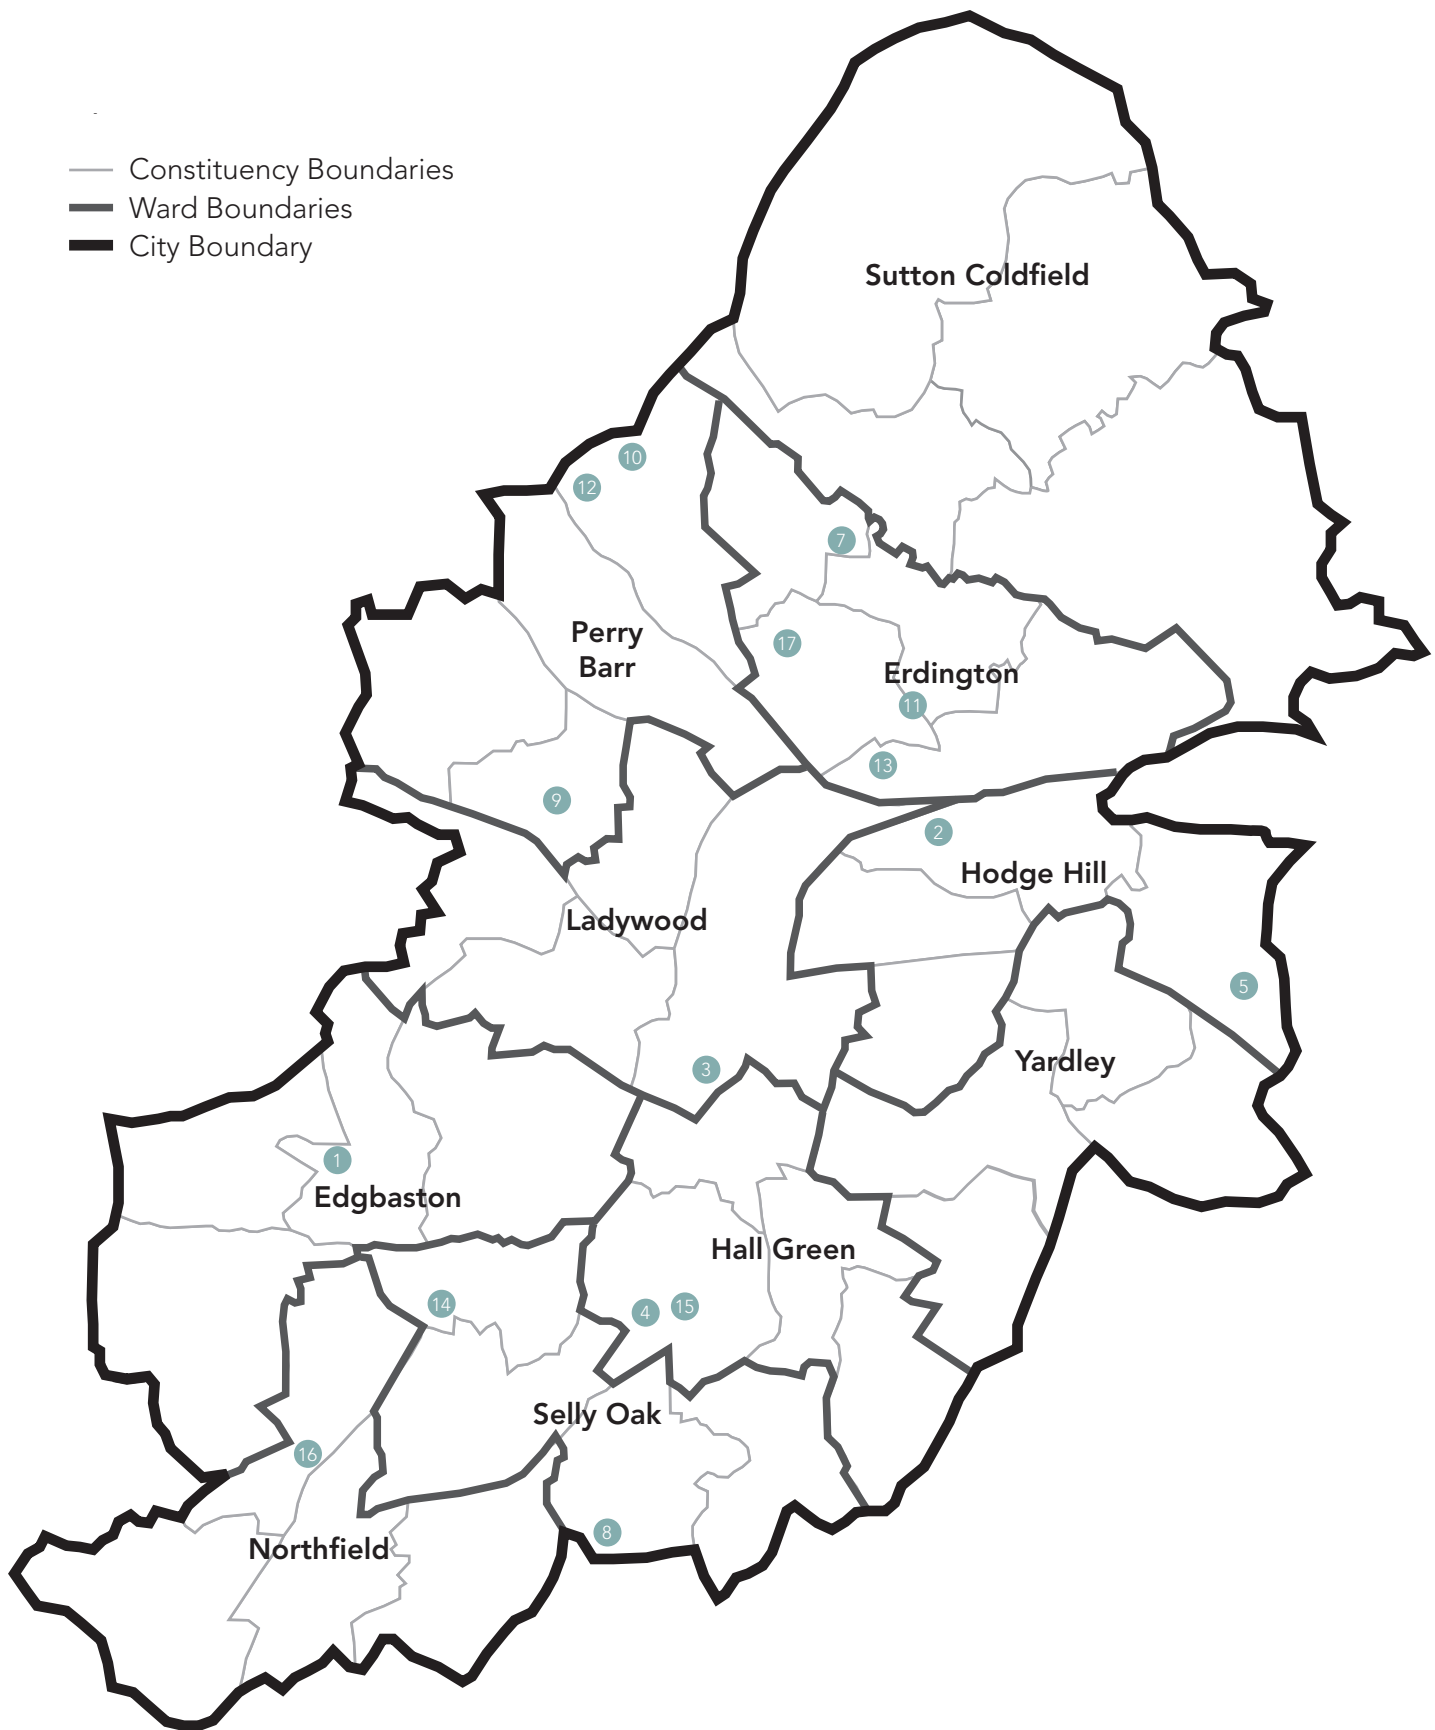 Constituency Boundaries
Ward Boundaries
City Boundary
Sutton Coldfield
10
12
7
Perry
Barr
17
Erdington
11
13
9
2
Hodge Hill
Ladywood
5
Yardley
3
1
Edgbaston
Hall Green
14
4
15
Selly Oak
16
8
Northfield